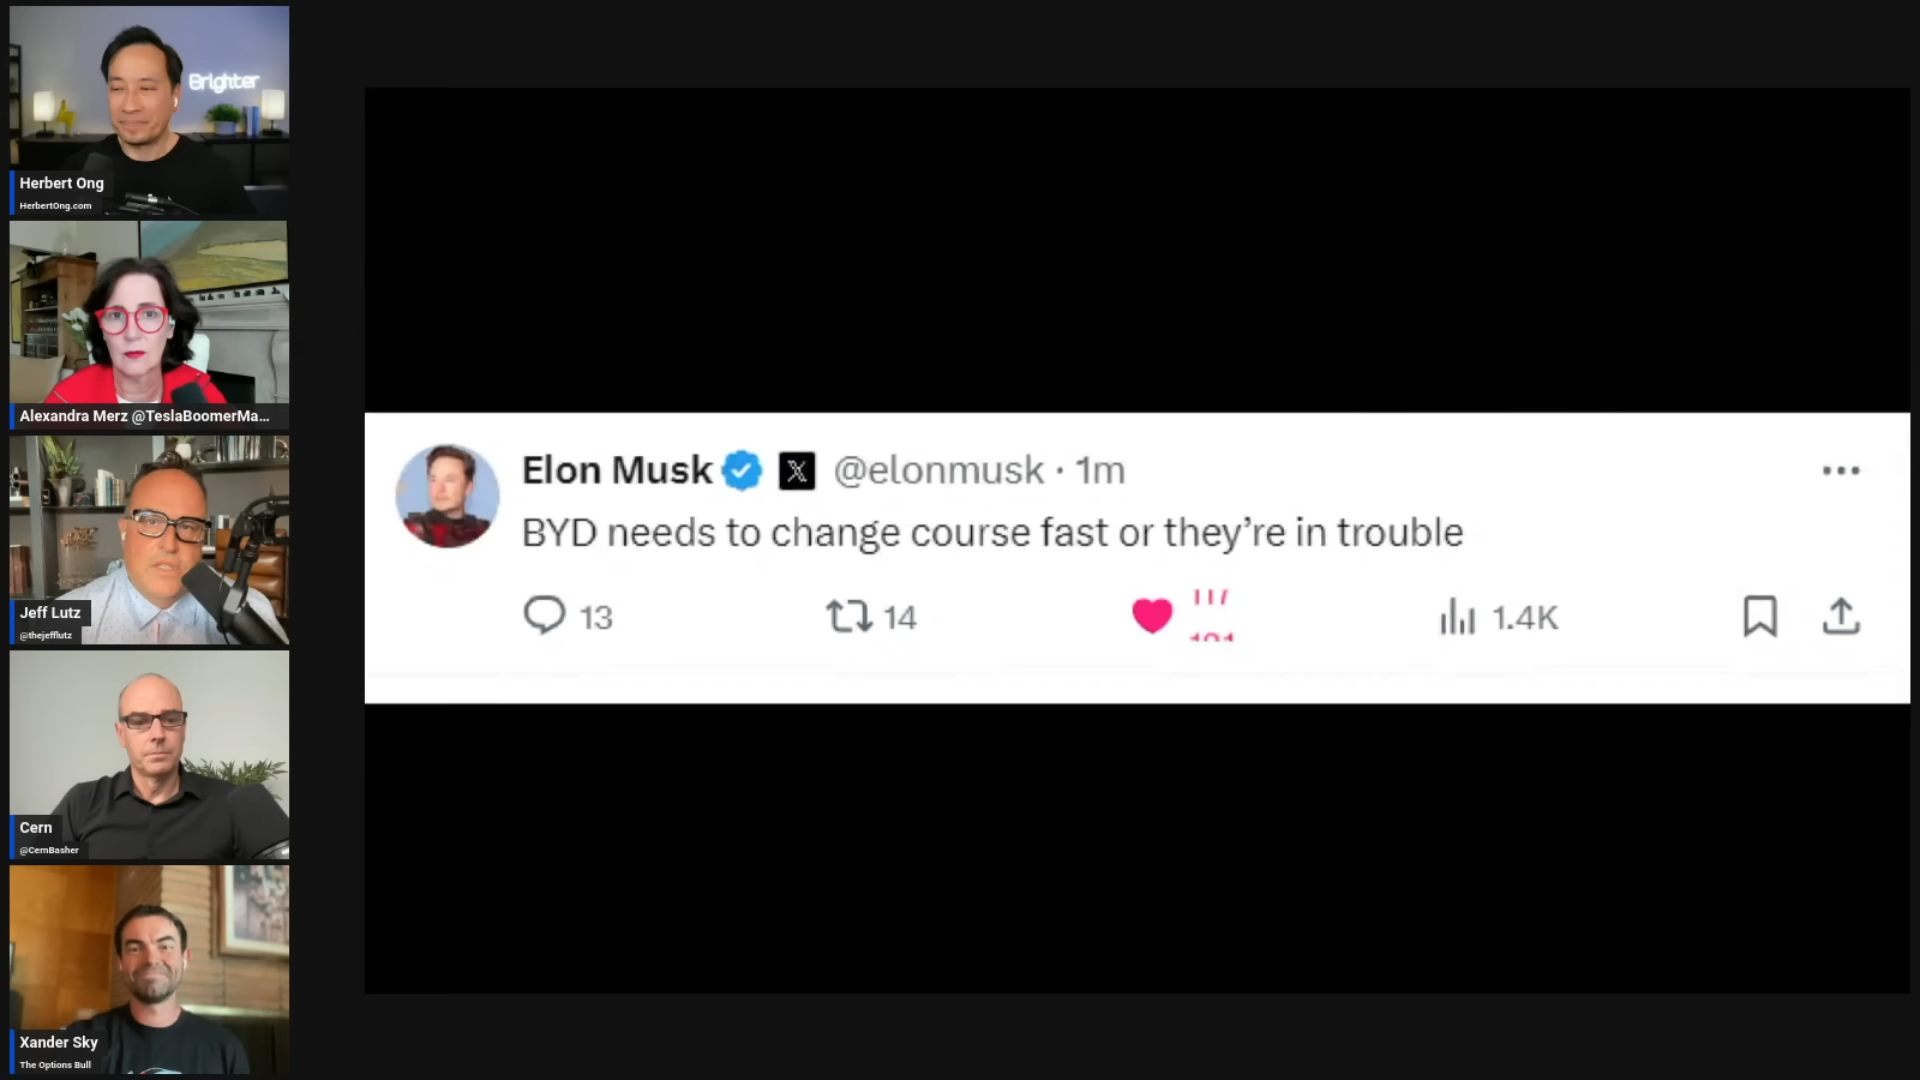 Brighter
Herbert Ong
HerbertOng.com
Alexandra Merz @TeslaBoomerMa...
Jeff Lutz
@thejefflutz
Cern
@CernBasher
Xander Sky
The Options Bull
Elon Musk @elonmusk · 1m
BYD needs to change course fast or they’re in trouble
13 14 1.4K